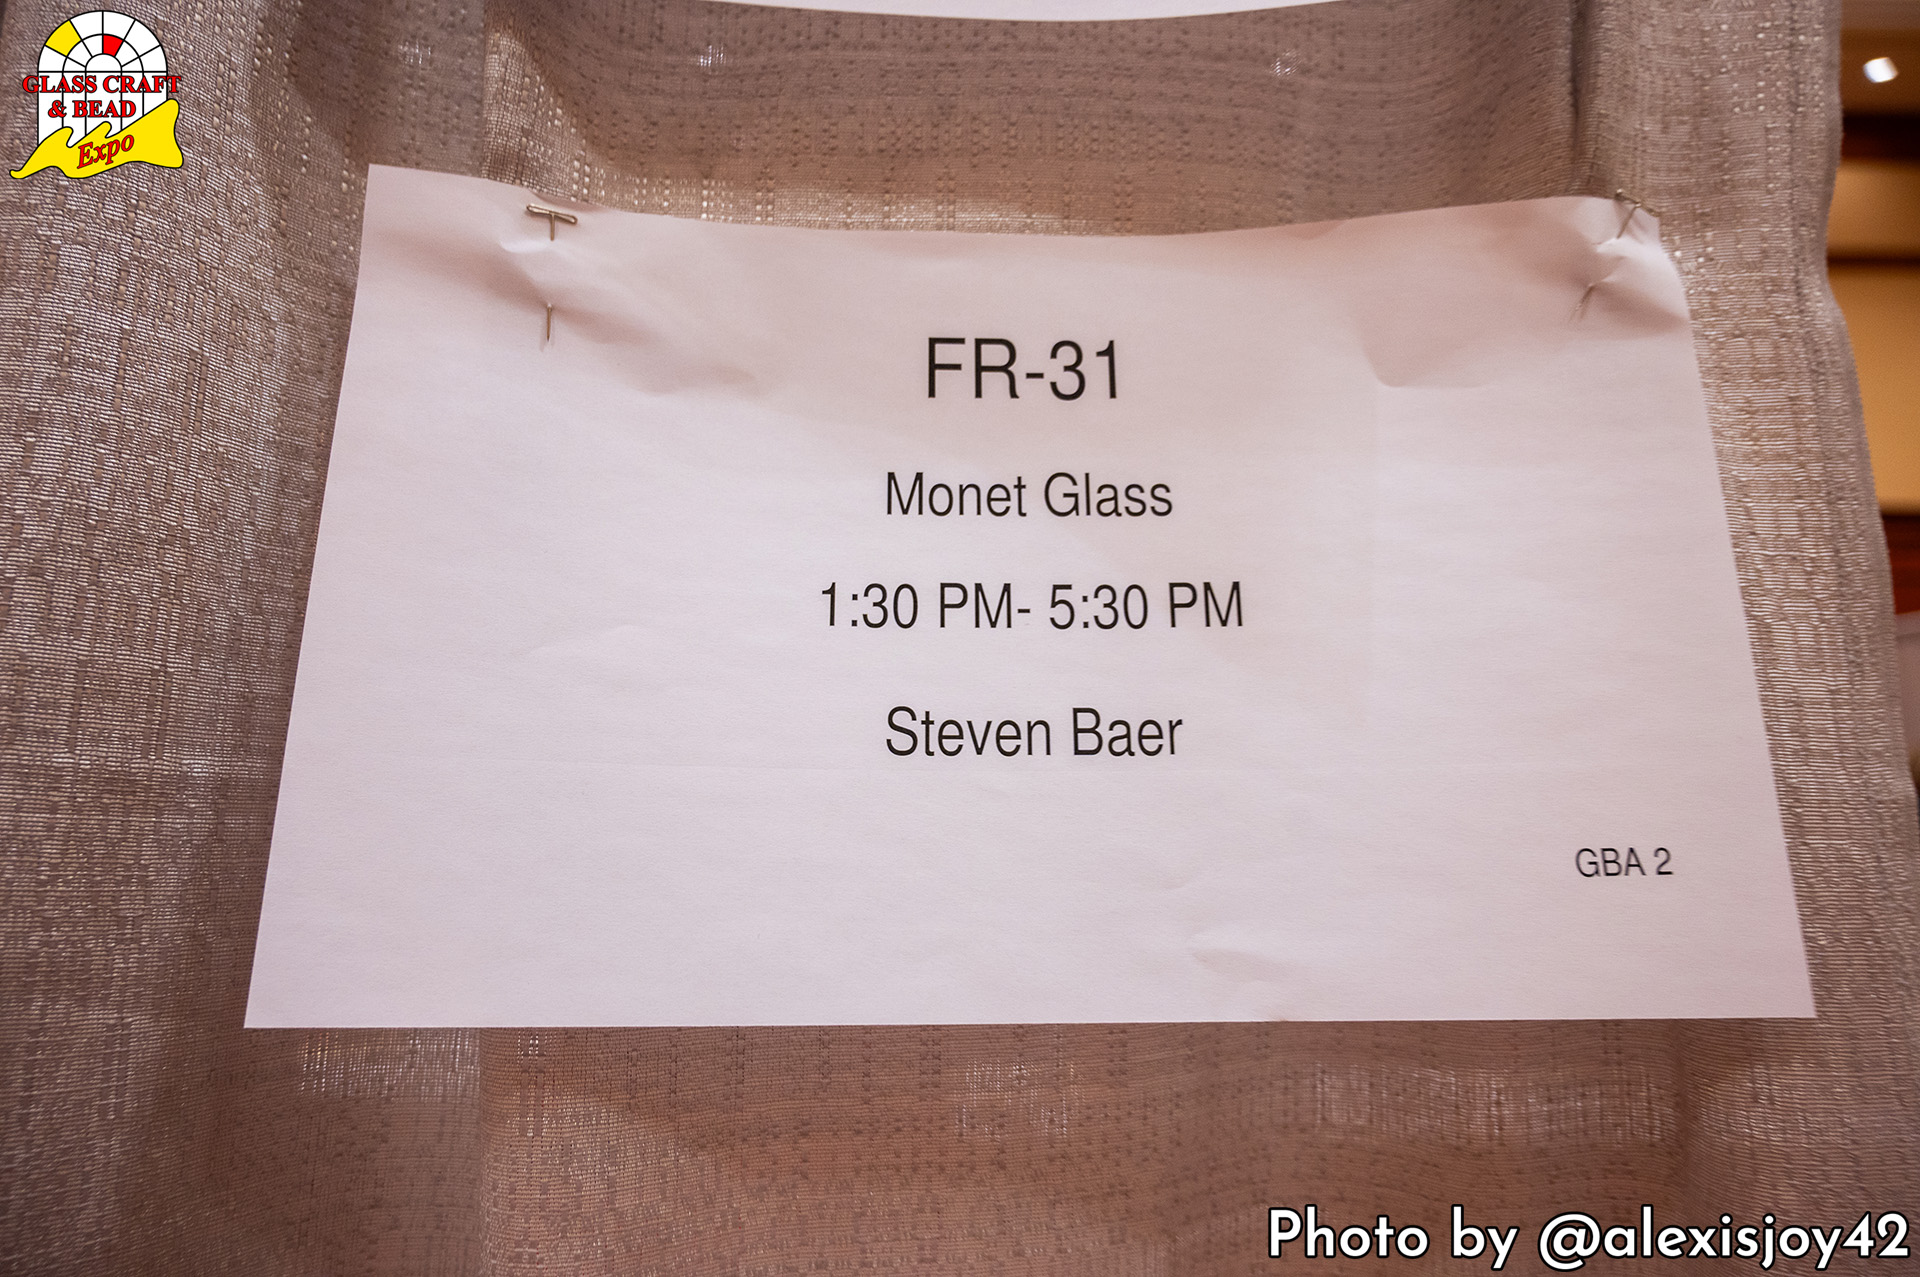 GLASS CRAFT
& BEAD
Expo
FR-31
Monet Glass
1:30 PM- 5:30 PM
Steven Baer
GBA 2
Photo by @alexisjoy42